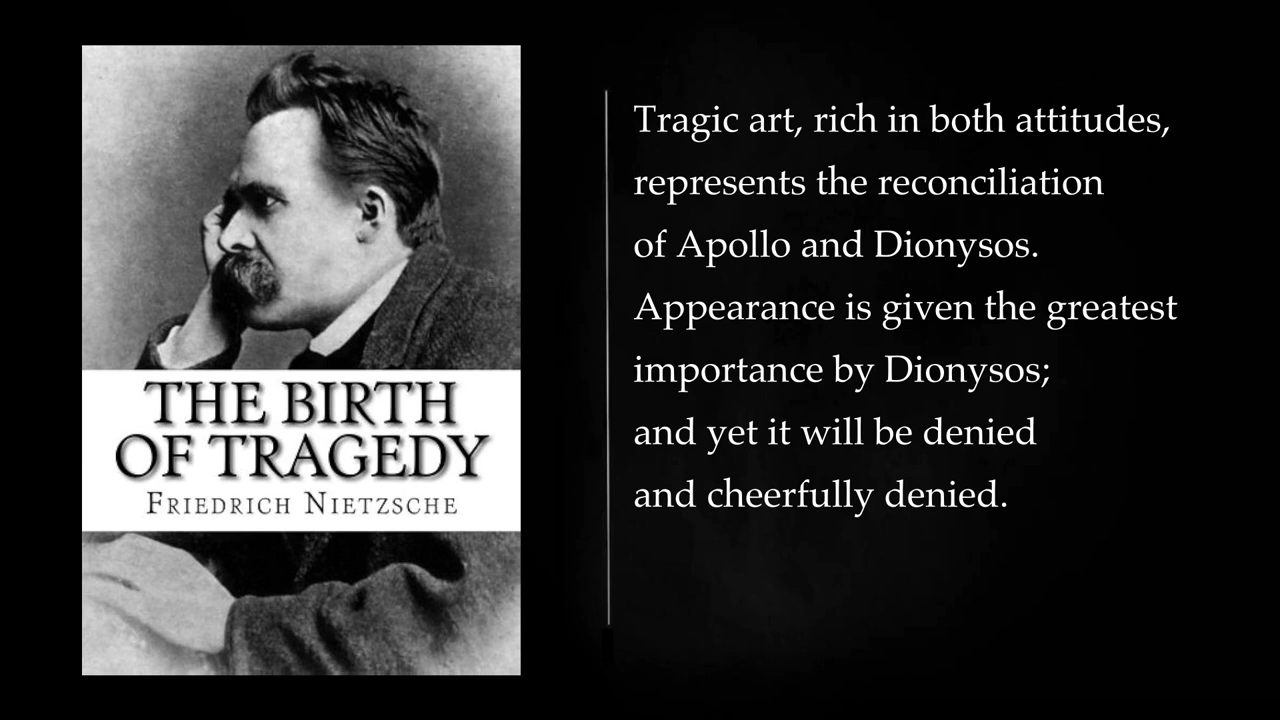 THE BIRTH
OF TRAGEDY
FRIEDRICH NIETZSCHE
Tragic art, rich in both attitudes,
represents the reconciliation
of Apollo and Dionysos.
Appearance is given the greatest
importance by Dionysos;
and yet it will be denied
and cheerfully denied.